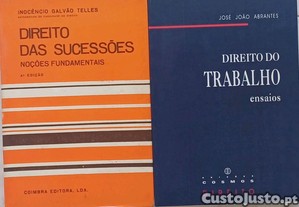 INOCÊNCIO GALVÃO TELLES
DIREITO
DAS SUCESSÕES
NOÇÕES FUNDAMENTAIS
COIMBRA EDITORA, LDA.
JOSÉ JOÃO ABRANTES
DIREITO DO
TRABALHO
ensaios
COSMOS
DIREITO
CustoJusto.pt